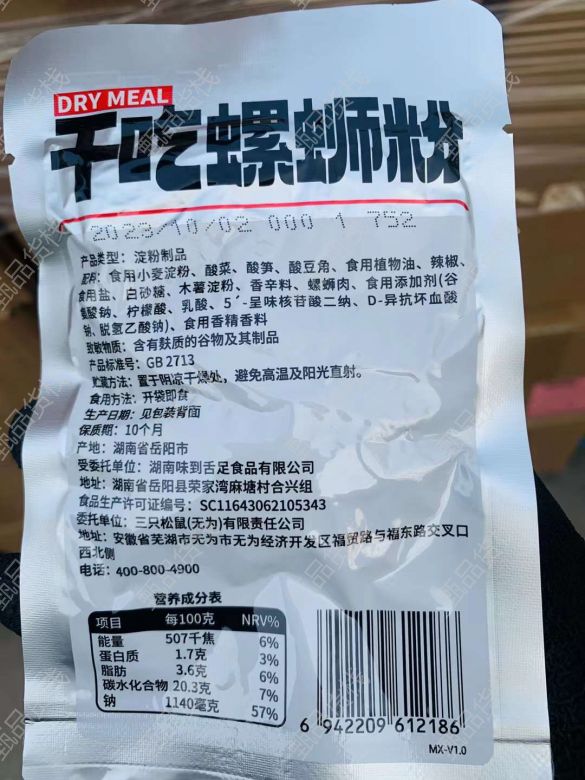 DRY MEAL
干吃螺蛳粉
2023/10/02 000 1 752
产品类型：淀粉制品
配料：食用小麦淀粉、酸菜、酸笋、酸豆角、食用植物油、辣椒、
食用盐、白砂糖、木薯淀粉、香辛料、螺蛳肉、食用添加剂(谷
氨酸钠、柠檬酸、乳酸、5´-呈味核苷酸二纳、D-异抗坏血酸
钠、脱氢乙酸钠)、食用香精香料
致敏物质：含有麸质的谷物及其制品
产品标准号：GB 2713
贮藏方法：置于阴凉干燥处，避免高温及阳光直射。
食用方法：开袋即食
生产日期：见包装背面
保质期：10个月
产地：湖南省岳阳市
受委托单位：湖南味到舌足食品有限公司
地址：湖南省岳阳县荣家湾麻塘村合兴组
食品生产许可证编号：SC11643062105343
委托单位：三只松鼠(无为)有限责任公司
地址：安徽省芜湖市无为市无为经济开发区福路与福东路交叉口
西北侧
电话：400-800-4900
营养成分表
项目 每100克 NRV%
能量 507千焦 6%
蛋白质 1.7克 3%
脂肪 3.6克 6%
碳水化合物 20.3克 7%
钠 1140毫克 57%
6 942209 612186
MX-V1.0
甄品货栈